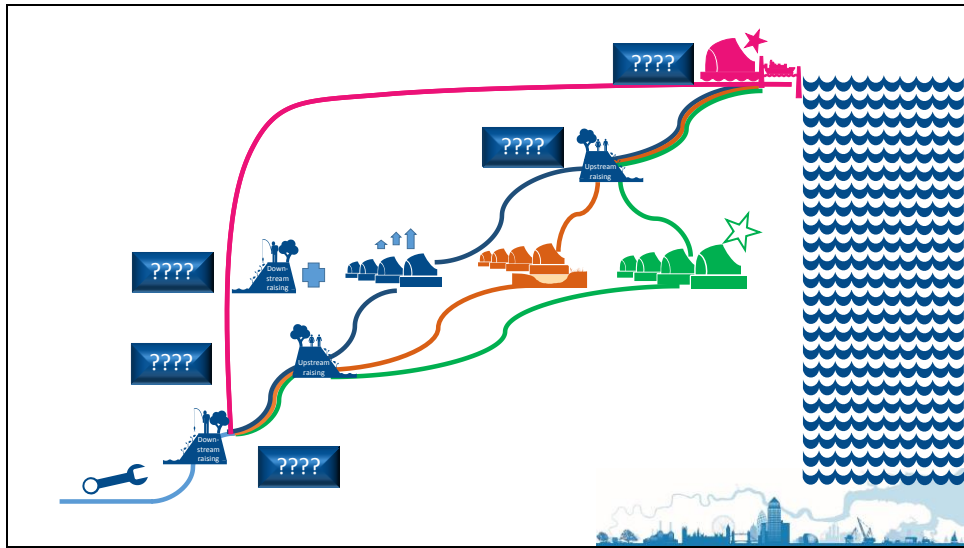 ????
????
Upstream
raising
????
Down-
stream
raising
????
Upstream
raising
Down-
stream
raising
????